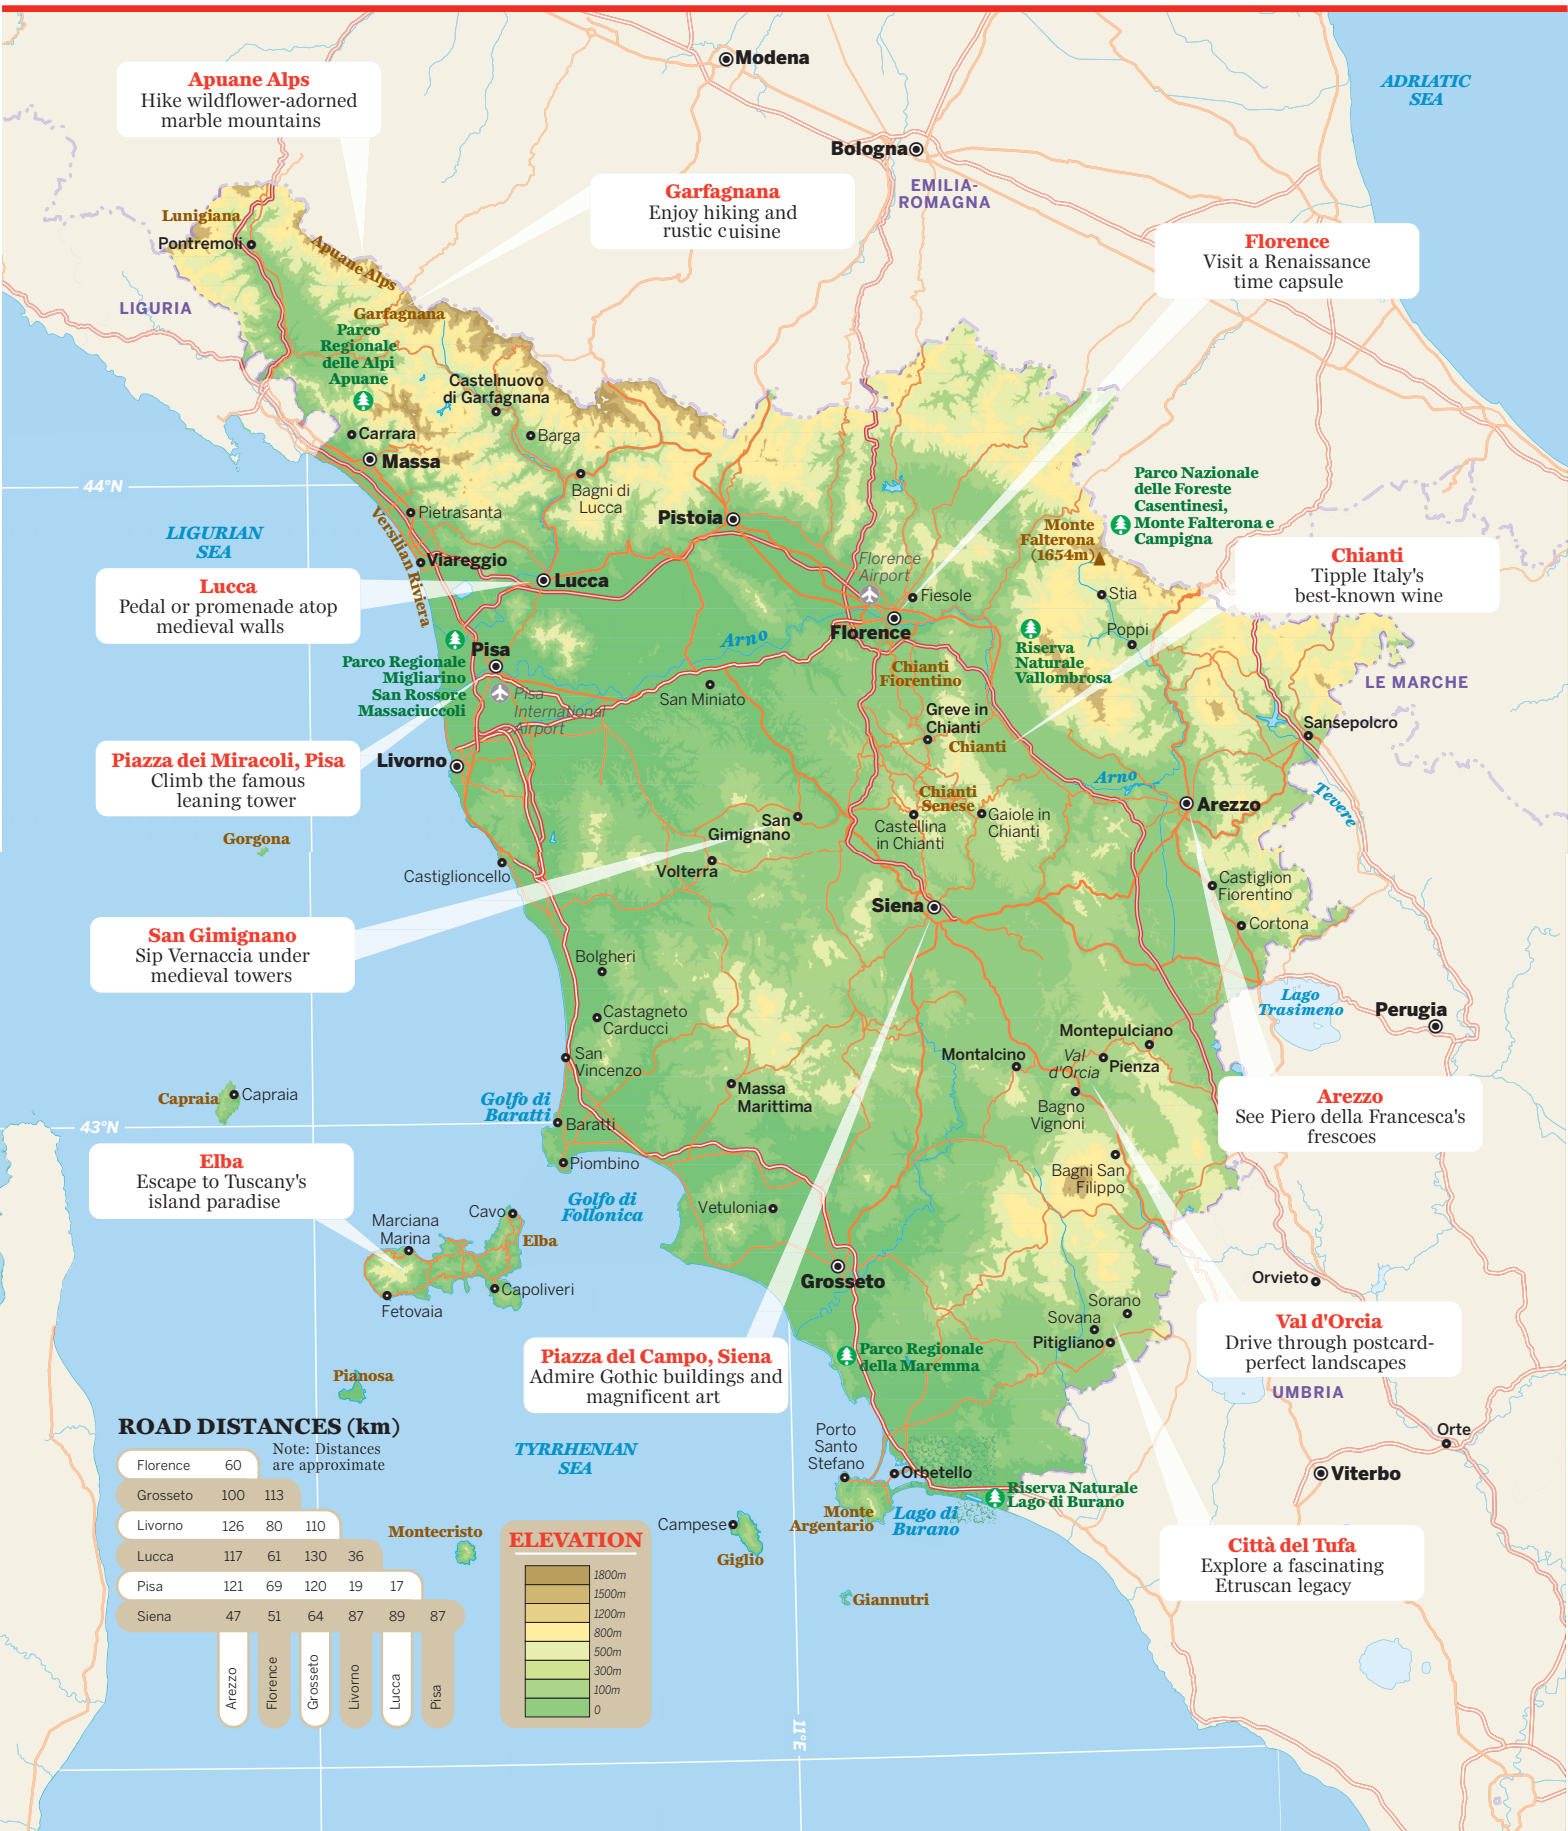 Modena
ADRIATIC
SEA
Apuane Alps
Hike wildflower-adorned
marble mountains
Bologna
EMILIA-
ROMAGNA
Garfagnana
Enjoy hiking and
rustic cuisine
Lunigiana
Pontremoli
Apuane Alps
Florence
Visit a Renaissance
time capsule
LIGURIA
Garfagnana
Parco
Regionale
delle Alpi
Apuane
Castelnuovo
di Garfagnana
Carrara
Barga
Massa
44°N
Bagni di
Lucca
Pietrasanta
Pistoia
Parco Nazionale
delle Foreste
Casentinesi,
Monte Falterona e
Campigna
Monte
Falterona
(1654m)
LIGURIAN
SEA
Versilian Riviera
Viareggio
Florence
Airport
Chianti
Tipple Italy's
best-known wine
Lucca
Pedal or promenade atop
medieval walls
Lucca
Fiesole
Stia
Florence
Arno
Poppi
Riserva
Naturale
Vallombrosa
Pisa
Parco Regionale
Migliarino
San Rossore
Massaciuccoli
Pisa
International
Airport
San Miniato
Chianti
Fiorentino
LE MARCHE
Greve in
Chianti
Chianti
Sansepolcro
Piazza dei Miracoli, Pisa
Climb the famous
leaning tower
Livorno
Arno
Tevere
Chianti
Senese
Arezzo
Gorgona
San
Gimignano
Castellina
in Chianti
Gaiole in
Chianti
Castiglioncello
Volterra
Castiglion
Fiorentino
Siena
Cortona
San Gimignano
Sip Vernaccia under
medieval towers
Bolgheri
Lago
Trasimeno
Perugia
Castagneto
Carducci
Montepulciano
San
Vincenzo
Montalcino
Val
d'Orcia
Pienza
Capraia
Capraia
Golfo di
Baratti
Massa
Marittima
Bagno
Vignoni
Arezzo
See Piero della Francesca's
frescoes
43°N
Baratti
Elba
Escape to Tuscany's
island paradise
Piombino
Bagni San
Filippo
Golfo di
Follonica
Vetulonia
Marciana
Marina
Cavo
Elba
Grosseto
Orvieto
Capoliveri
Fetovaia
Sorano
Sovana
Pitigliano
Val d'Orcia
Drive through postcard-
perfect landscapes
Piazza del Campo, Siena
Admire Gothic buildings and
magnificent art
Parco Regionale
della Maremma
UMBRIA
Pianosa
ROAD DISTANCES (km)
Note: Distances
are approximate
Florence 60
Grosseto 100 113
Livorno 126 80 110
Lucca 117 61 130 36
Pisa 121 69 120 19 17
Siena 47 51 64 87 89 87
Arezzo
Florence
Grosseto
Livorno
Lucca
Pisa
TYRRHENIAN
SEA
Porto
Santo
Stefano
Orbetello
Orte
Viterbo
Riserva Naturale
Lago di Burano
Monte
Argentario
Lago di
Burano
Montecristo
Campese
Giglio
Giannutri
Città del Tufa
Explore a fascinating
Etruscan legacy
ELEVATION
1800m
1500m
1200m
800m
500m
300m
100m
0
11°E